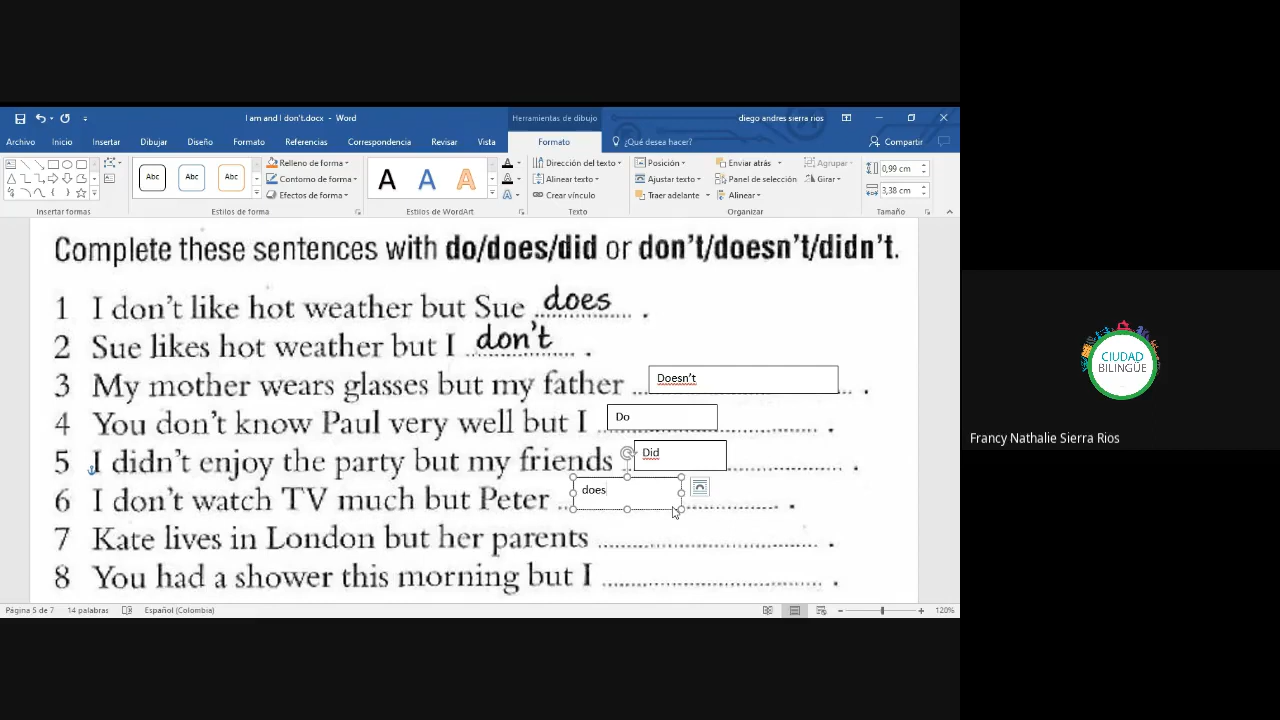 I am and I don't.docx - Word
Herramientas de dibujo
diego andres sierra rios
Archivo Inicio Insertar Dibujar Diseño Formato Referencias Correspondencia Revisar Vista Formato ¿Qué desea hacer? Compartir
Abc Abc Abc
Relleno de forma
Contorno de forma
Efectos de forma
A A A
Dirección del texto
Alinear texto
Crear vínculo
Posición
Ajustar texto
Traer adelante
Enviar atrás
Panel de selección
Alinear
Agrupar
Girar
0,99 cm
3,38 cm
Insertar formas Estilos de forma Estilos de WordArt Texto Organizar Tamaño
Complete these sentences with do/does/did or don't/doesn't/didn't.
1 I don't like hot weather but Sue does .
2 Sue likes hot weather but I don't .
3 My mother wears glasses but my father Doesn't .
4 You don't know Paul very well but I Do .
5 I didn't enjoy the party but my friends Did .
6 I don't watch TV much but Peter does .
7 Kate lives in London but her parents .
8 You had a shower this morning but I .
Página 5 de 7 14 palabras Español (Colombia) 120%
CIUDAD
BILINGÜE
Francy Nathalie Sierra Rios